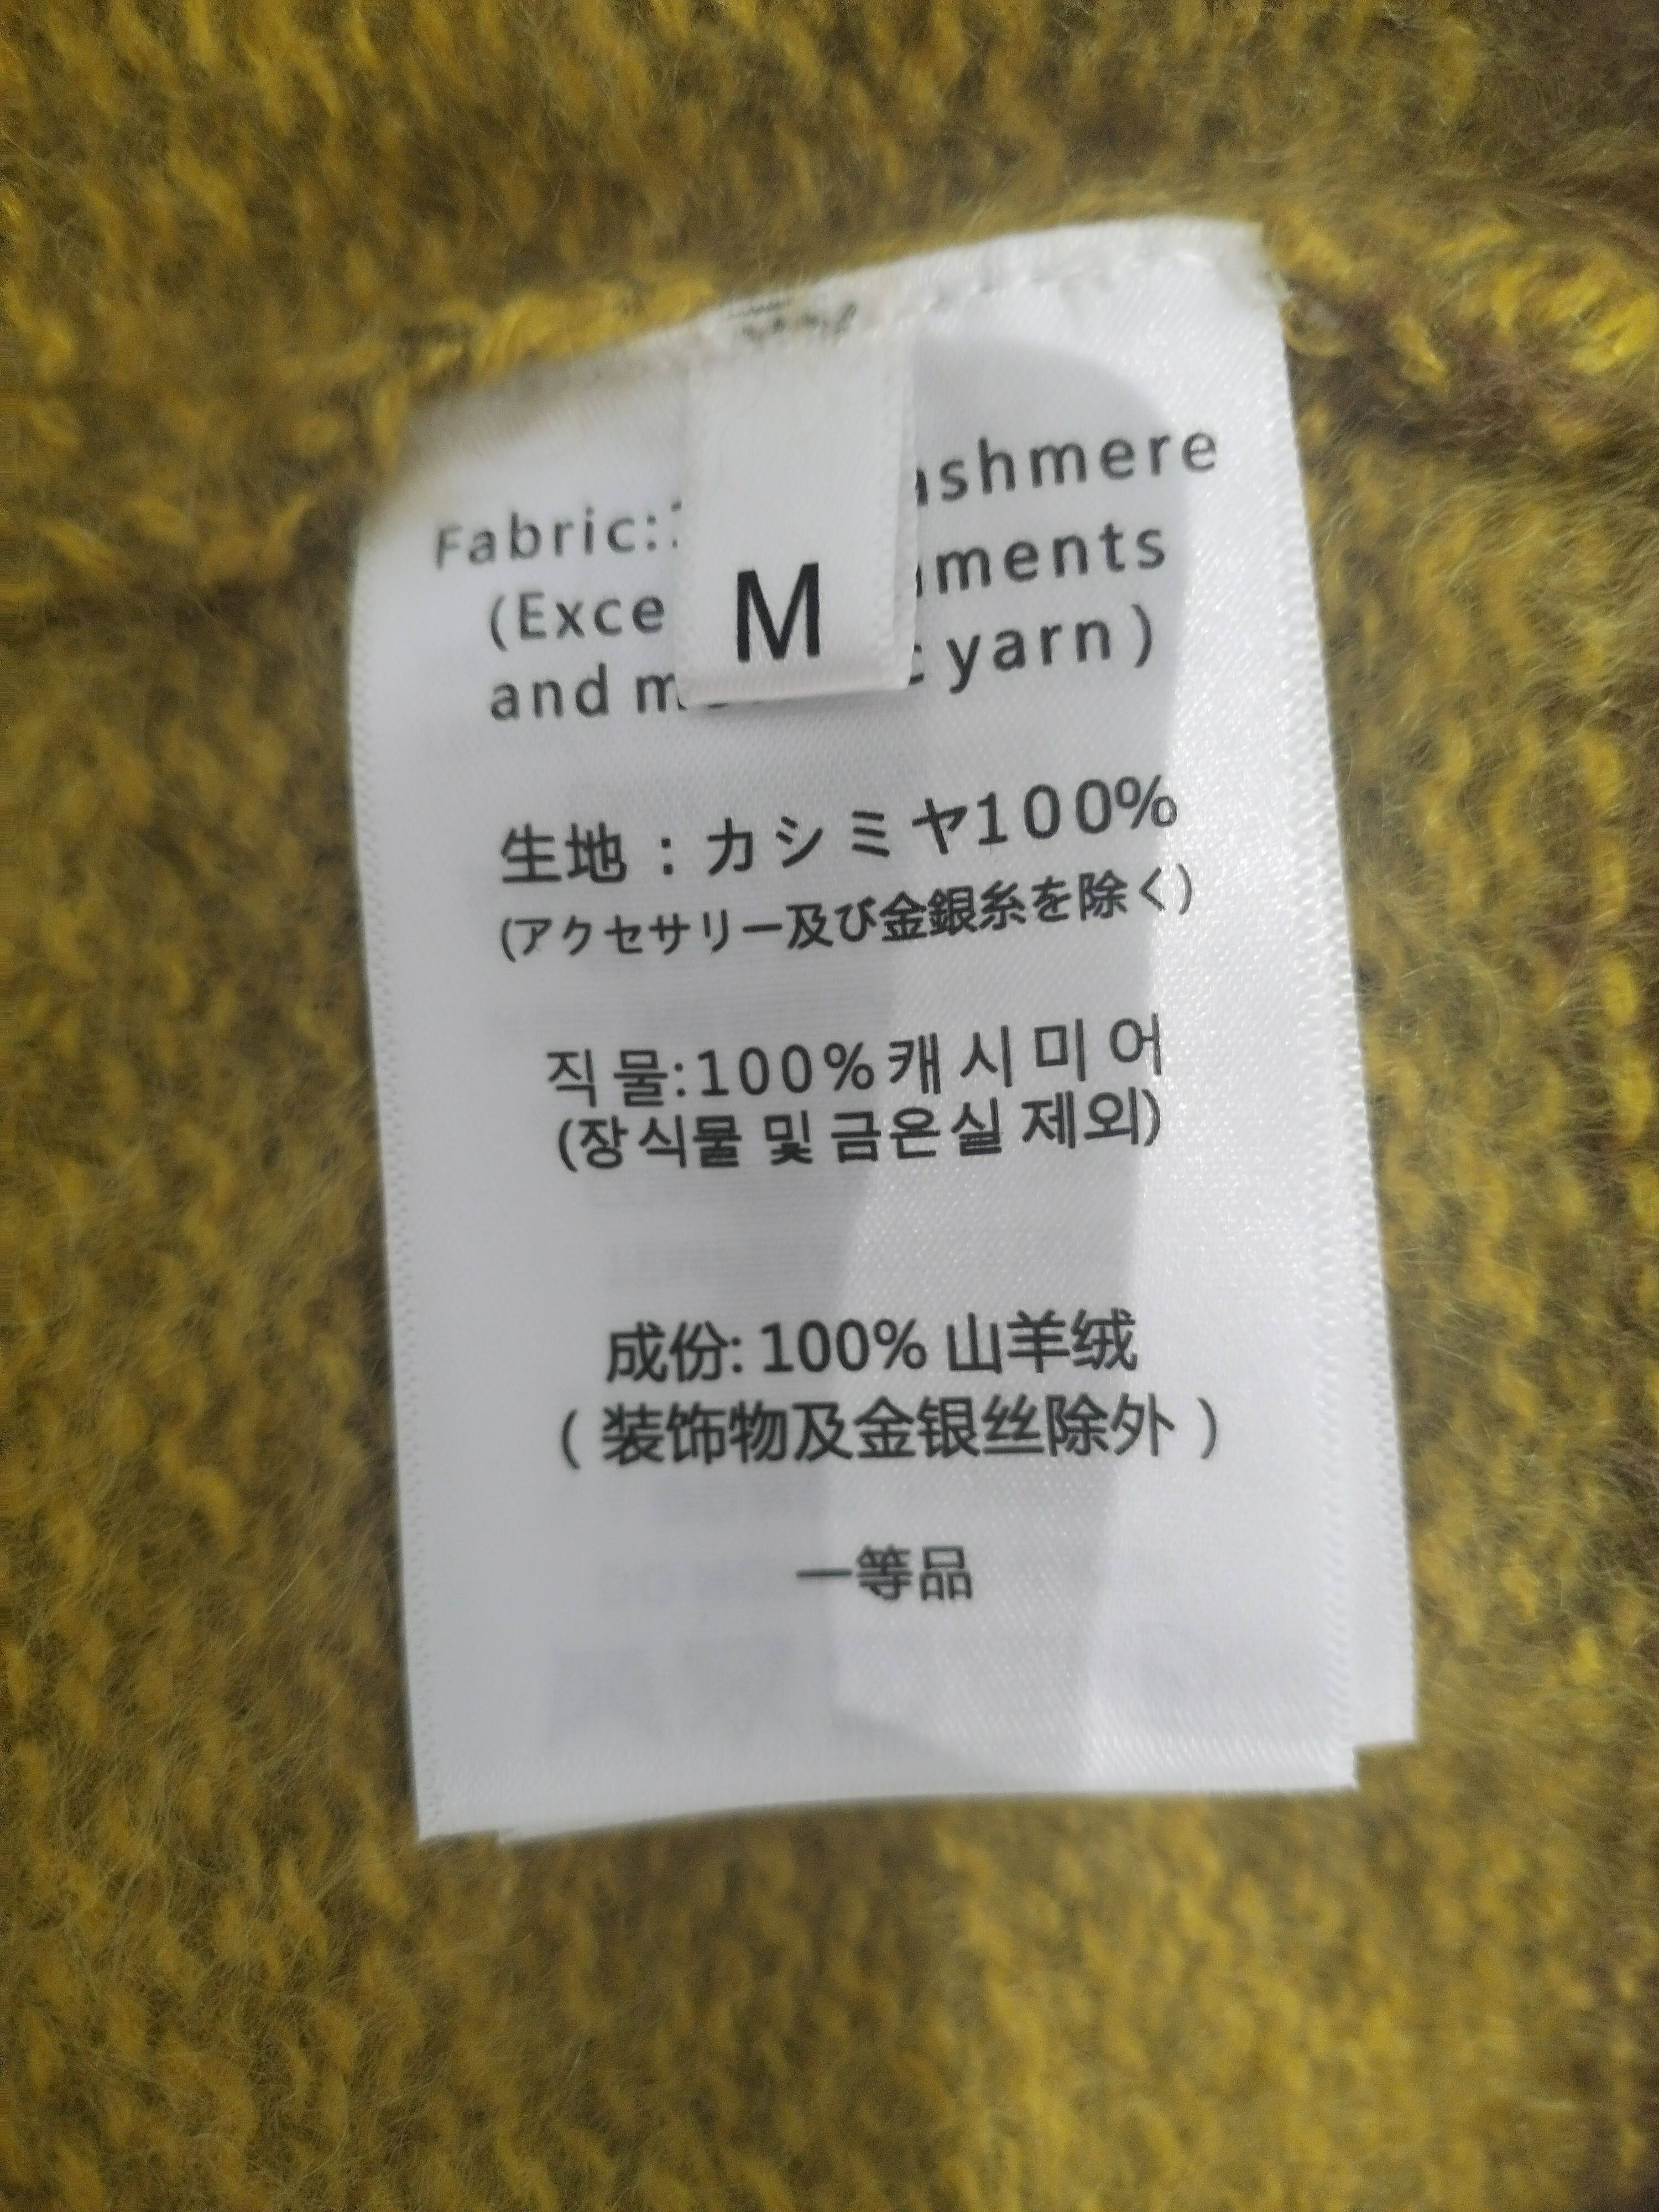 Fabric:
M
yarn)
and
生地：カシミヤ100%
(アクセサリー及び金銀糸を除く)
직물:100%캐시미어
(장식물 및 금은실 제외)
成份: 100% 山羊绒
（装饰物及金银丝除外）
一等品